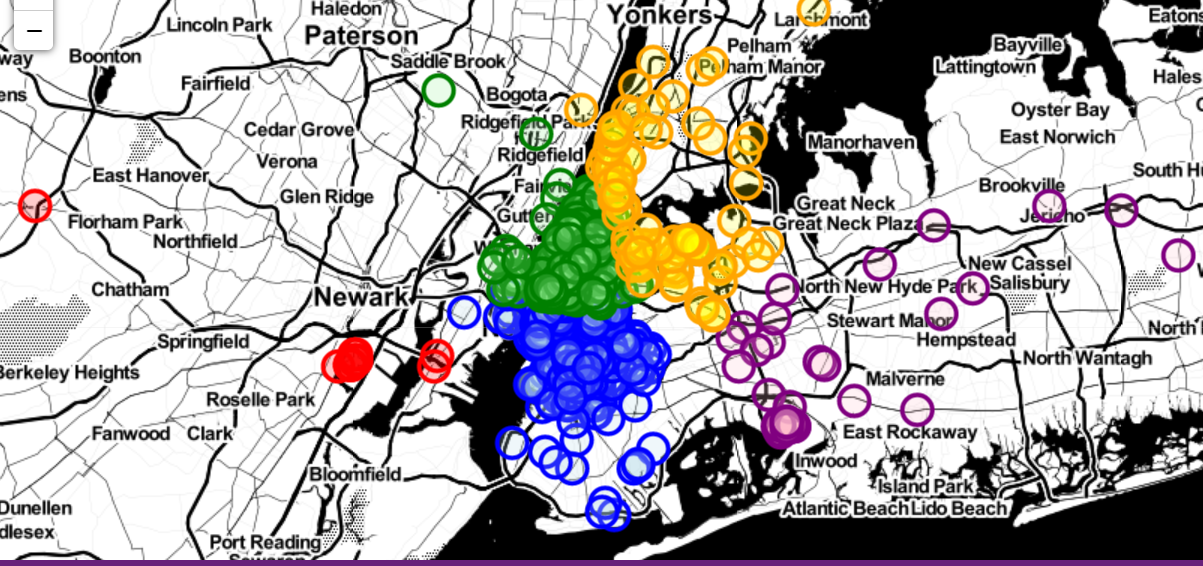 −
Haledon
Lincoln Park
Paterson
Yonkers
Larchmont
Eatons
Boonton
Saddle Brook
Pelham
Pelham Manor
Bayville
Lattingtown
way
Fairfield
Bogota
Hales
ens
Oyster Bay
Ridgefield Park
Cedar Grove
East Norwich
Manorhaven
Verona
Ridgefield
East Hanover
South Hu
Glen Ridge
Fairvie
Brookville
Great Neck
Jericho
Florham Park
Gutte
Great Neck Plaza
Northfield
New Cassel
Salisbury
Chatham
Newark
North New Hyde Park
Stewart Manor
North
Springfield
Hempstead
North Wantagh
Berkeley Heights
Malverne
Roselle Park
Fanwood
Clark
East Rockaway
Inwood
Bloomfield
Island Park
Dunellen
Atlantic Beach
Lido Beach
dlesex
Port Reading